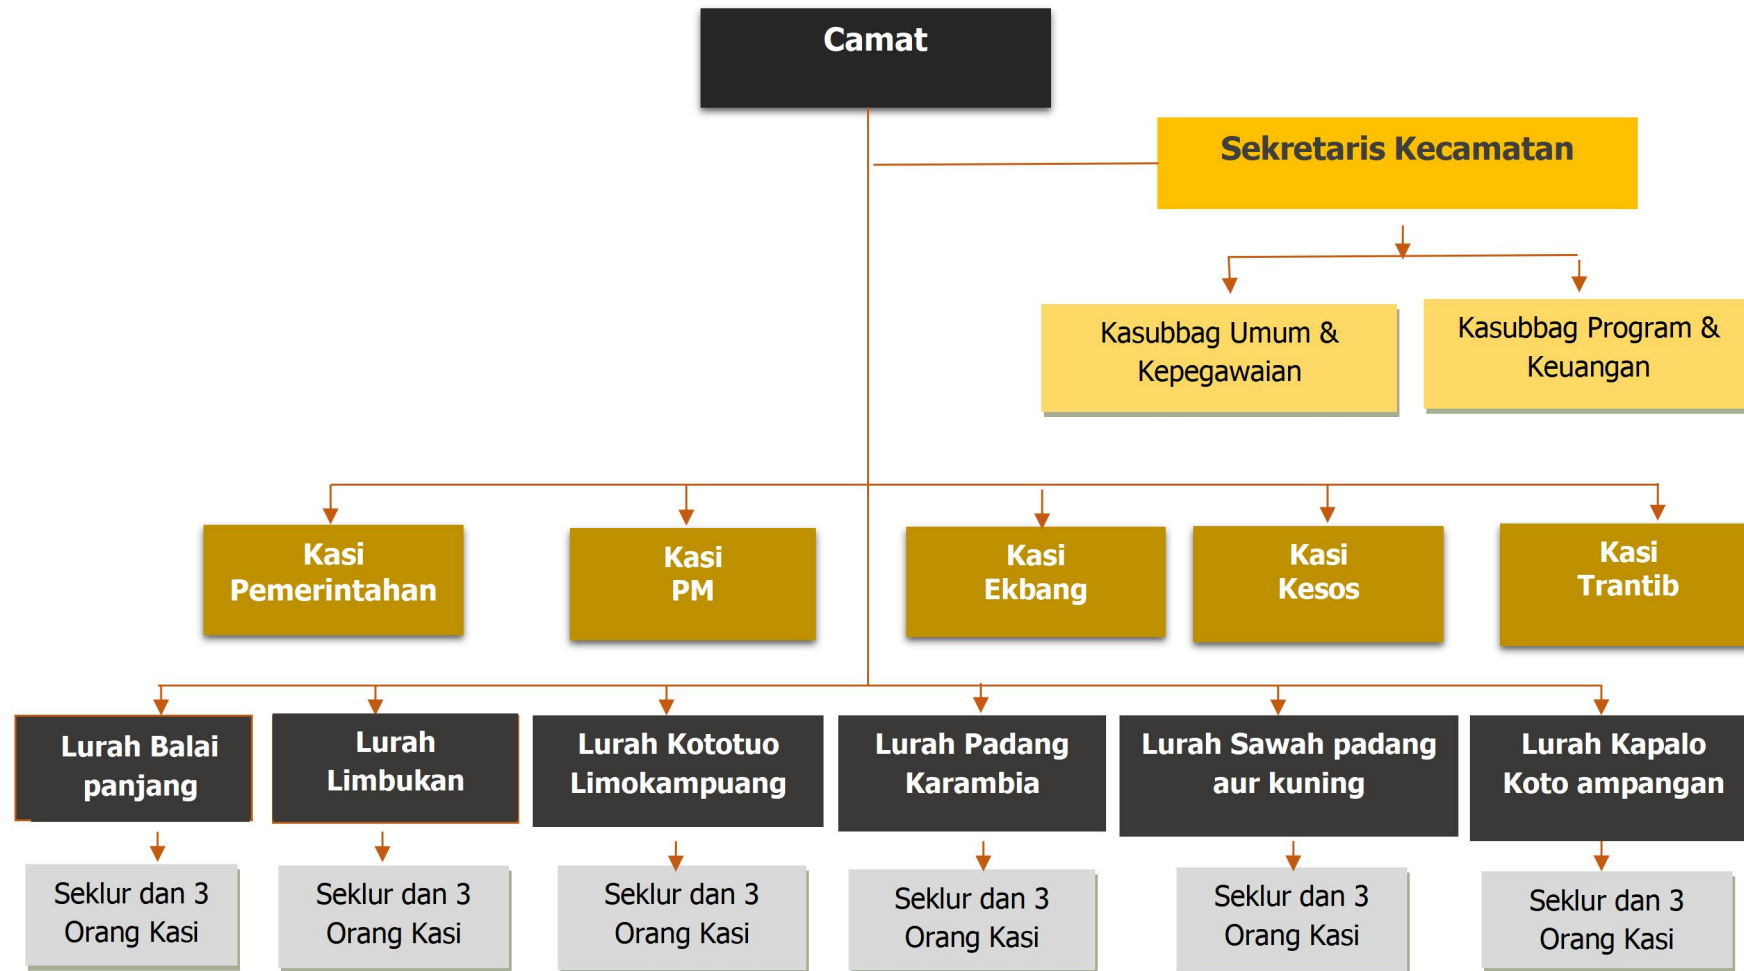 Camat
Sekretaris Kecamatan
Kasubbag Umum &
Kepegawaian
Kasubbag Program &
Keuangan
Kasi
Pemerintahan
Kasi
PM
Kasi
Ekbang
Kasi
Kesos
Kasi
Trantib
Lurah Balai
panjang
Lurah
Limbukan
Lurah Kototuo
Limokampuang
Lurah Padang
Karambia
Lurah Sawah padang
aur kuning
Lurah Kapalo
Koto ampangan
Seklur dan 3
Orang Kasi
Seklur dan 3
Orang Kasi
Seklur dan 3
Orang Kasi
Seklur dan 3
Orang Kasi
Seklur dan 3
Orang Kasi
Seklur dan 3
Orang Kasi